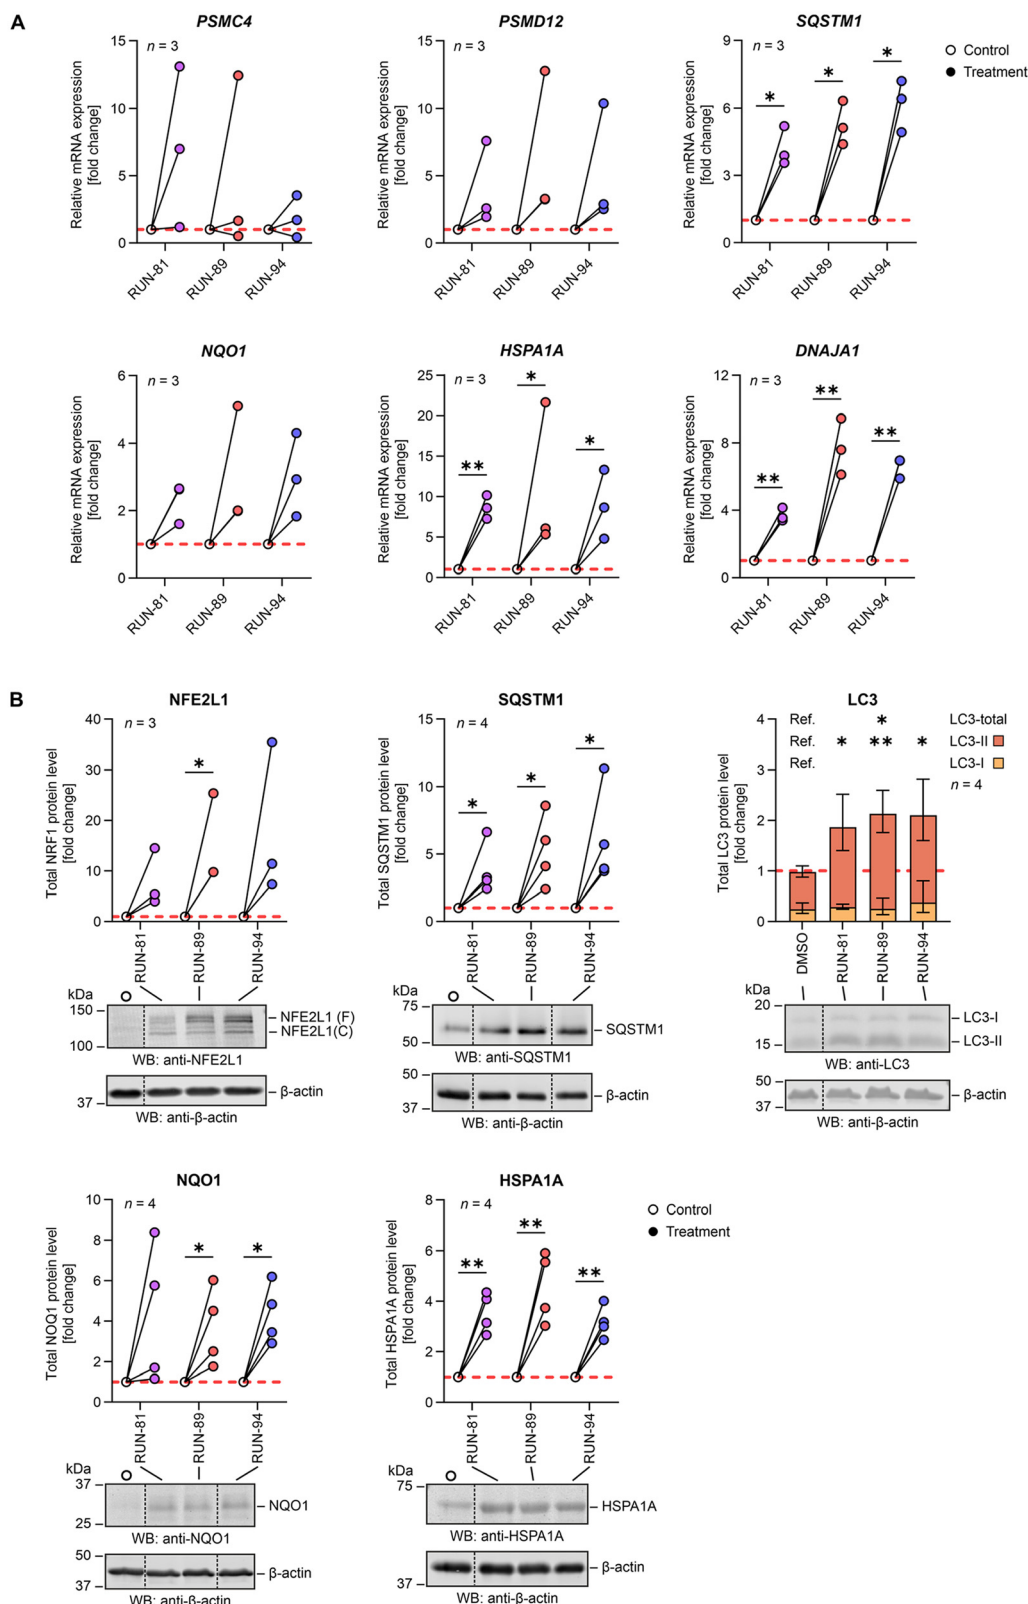 A
PSMC4
PSMD12
SQSTM1
Relative mRNA expression
[fold change]
15
10
5
0
n = 3
RUN-81
RUN-89
RUN-94
Relative mRNA expression
[fold change]
15
10
5
0
n = 3
RUN-81
RUN-89
RUN-94
Relative mRNA expression
[fold change]
9
6
3
0
n = 3
*
*
*
RUN-81
RUN-89
RUN-94
Control
Treatment
NQO1
HSPA1A
DNAJA1
Relative mRNA expression
[fold change]
6
4
2
0
n = 3
RUN-81
RUN-89
RUN-94
Relative mRNA expression
[fold change]
25
20
15
10
5
0
n = 3
**
*
*
RUN-81
RUN-89
RUN-94
Relative mRNA expression
[fold change]
12
8
4
0
n = 3
**
**
**
RUN-81
RUN-89
RUN-94
B
NFE2L1
SQSTM1
LC3
Total NRF1 protein level
[fold change]
40
30
20
10
0
n = 3
*
RUN-81
RUN-89
RUN-94
kDa
150
100
NFE2L1 (F)
NFE2L1(C)
WB: anti-NFE2L1
37
β-actin
WB: anti-β-actin
Total SQSTM1 protein level
[fold change]
15
10
5
0
n = 4
*
*
*
RUN-81
RUN-89
RUN-94
kDa
75
50
SQSTM1
WB: anti-SQSTM1
50
37
β-actin
WB: anti-β-actin
Total LC3 protein level
[fold change]
4
3
2
1
0
Ref. * LC3-total
Ref. * ** * LC3-II
Ref. LC3-I
n = 4
DMSO
RUN-81
RUN-89
RUN-94
kDa
20
15
LC3-I
LC3-II
WB: anti-LC3
50
37
β-actin
WB: anti-β-actin
NQO1
HSPA1A
Total NOQ1 protein level
[fold change]
10
8
6
4
2
0
n = 4
*
*
RUN-81
RUN-89
RUN-94
kDa
37
25
NQO1
WB: anti-NQO1
50
37
β-actin
WB: anti-β-actin
Total HSPA1A protein level
[fold change]
8
6
4
2
0
n = 4
**
**
**
RUN-81
RUN-89
RUN-94
Control
Treatment
kDa
75
HSPA1A
WB: anti-HSPA1A
50
37
β-actin
WB: anti-β-actin